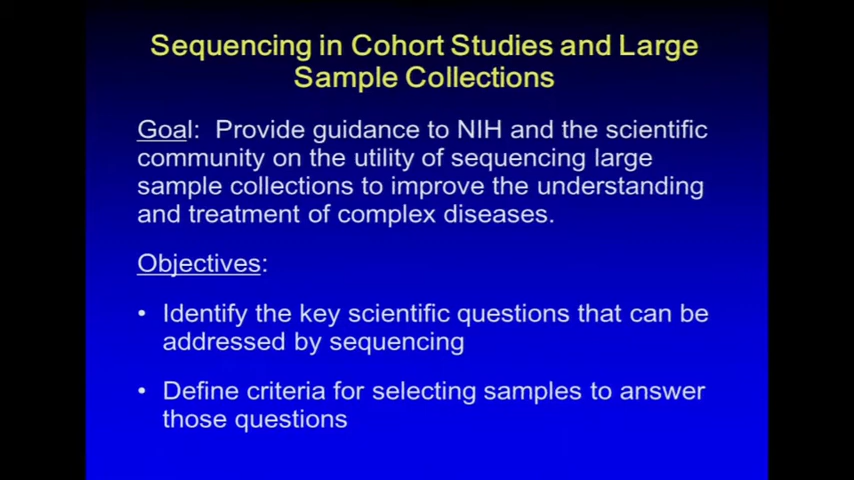 Sequencing in Cohort Studies and Large
Sample Collections
Goal: Provide guidance to NIH and the scientific
community on the utility of sequencing large
sample collections to improve the understanding
and treatment of complex diseases.
Objectives:
• Identify the key scientific questions that can be
addressed by sequencing
• Define criteria for selecting samples to answer
those questions